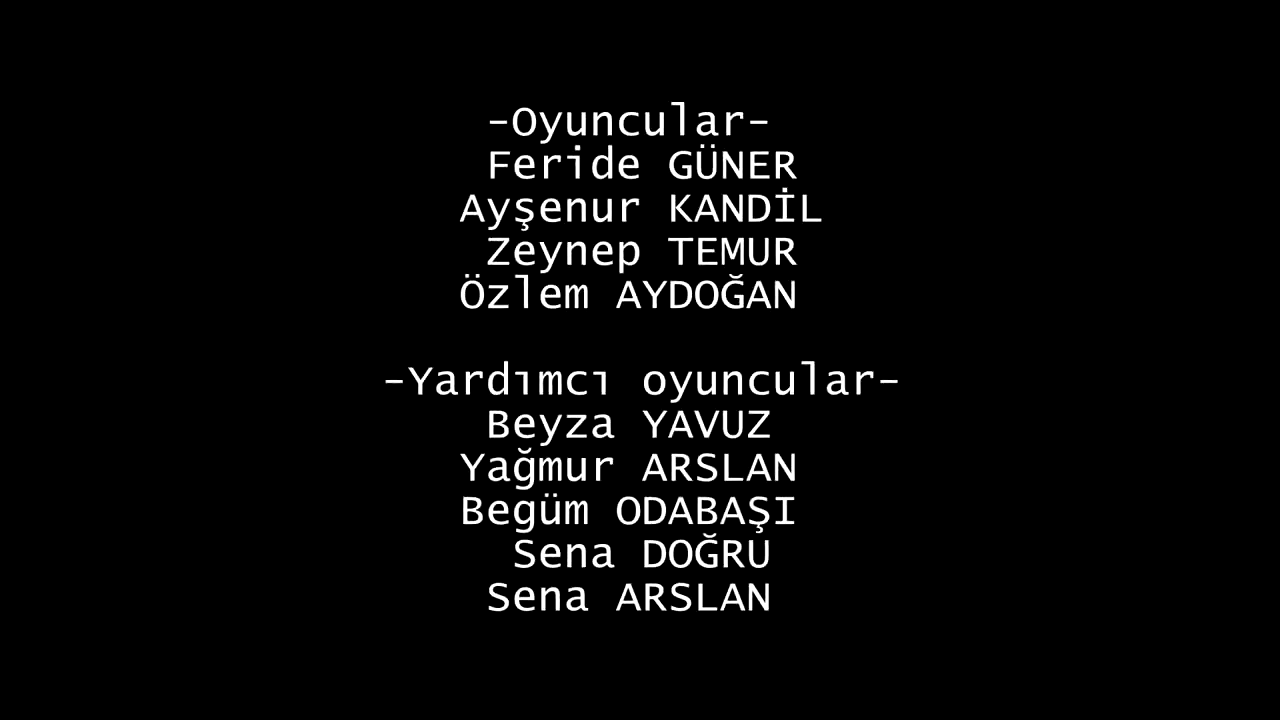 -Oyuncular-
Feride GÜNER
Ayşenur KANDİL
Zeynep TEMUR
Özlem AYDOĞAN
-Yardımcı oyuncular-
Beyza YAVUZ
Yağmur ARSLAN
Begüm ODABAŞI
Sena DOĞRU
Sena ARSLAN